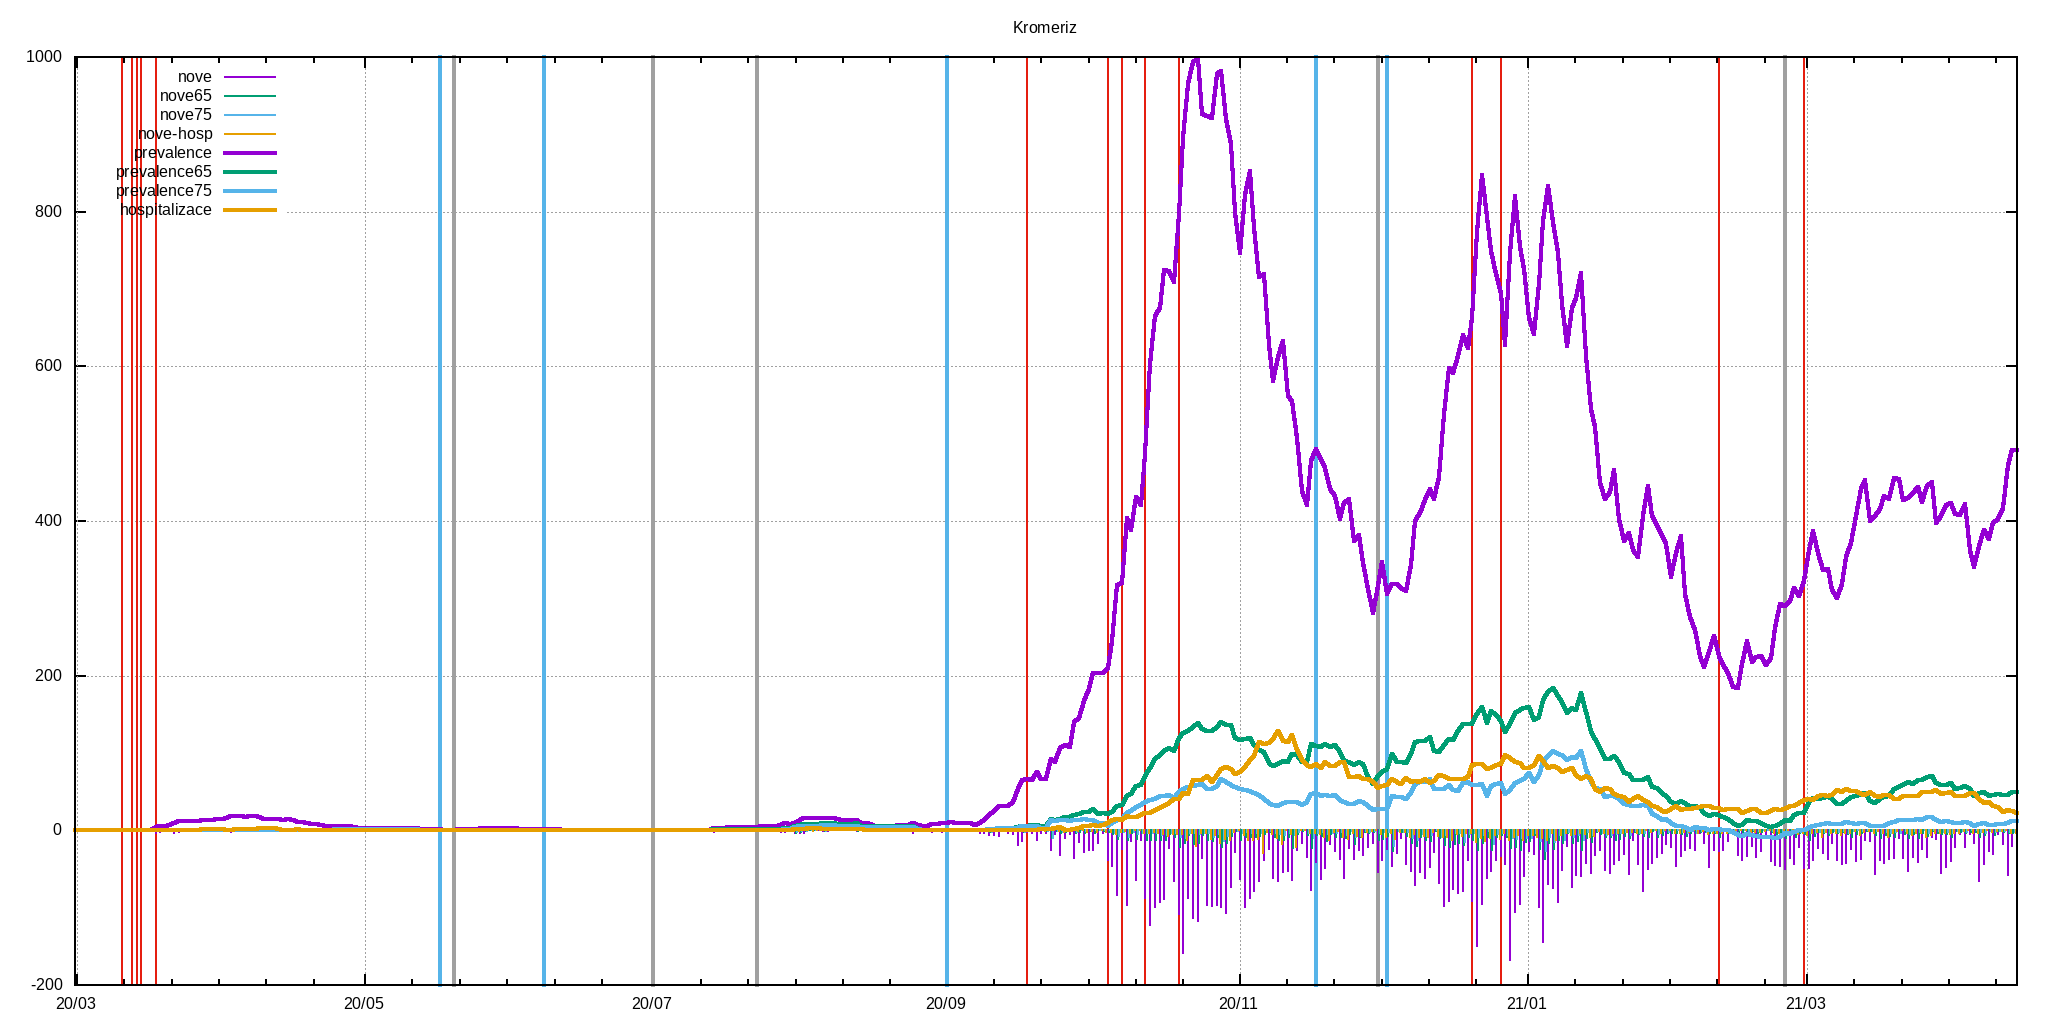 Kromeriz
1000
nove
nove65
nove75
nove-hosp
prevalence
prevalence65
prevalence75
hospitalizace
800
600
400
200
0
-200
20/03 20/05 20/07 20/09 20/11 21/01 21/03